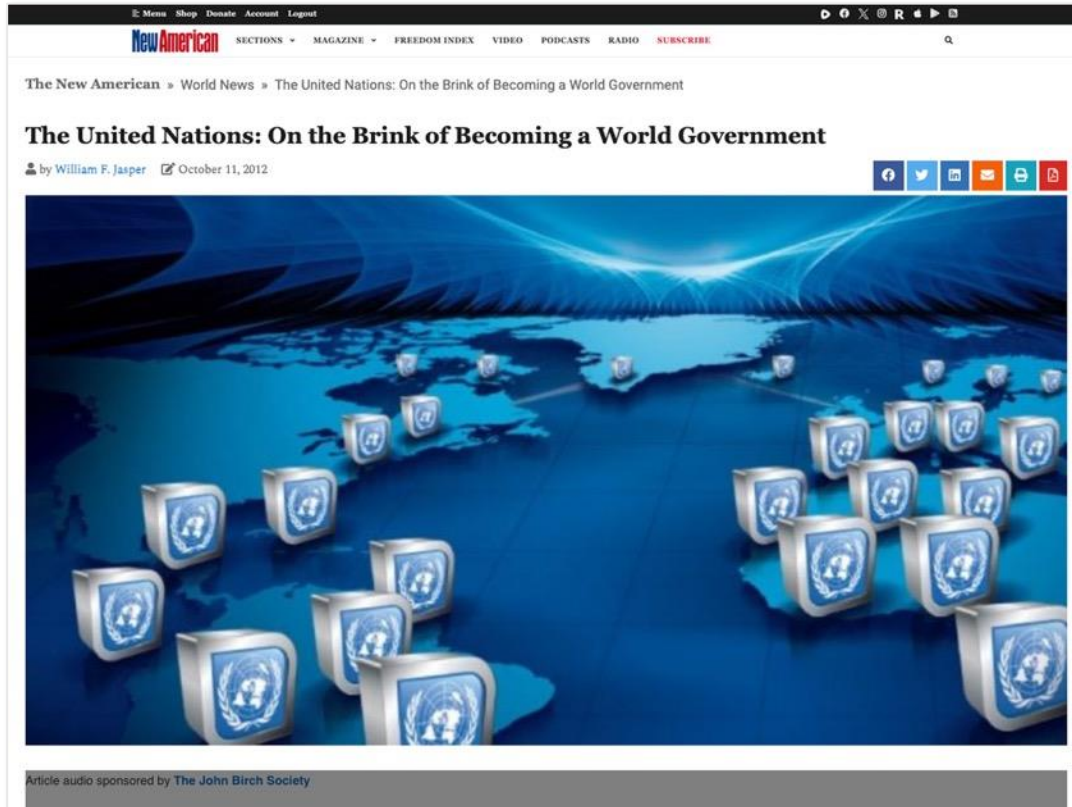 Menu Shop Donate Account Logout
New American SECTIONS MAGAZINE FREEDOM INDEX VIDEO PODCASTS RADIO SUBSCRIBE
The New American » World News » The United Nations: On the Brink of Becoming a World Government
The United Nations: On the Brink of Becoming a World Government
by William F. Jasper October 11, 2012
Article audio sponsored by The John Birch Society